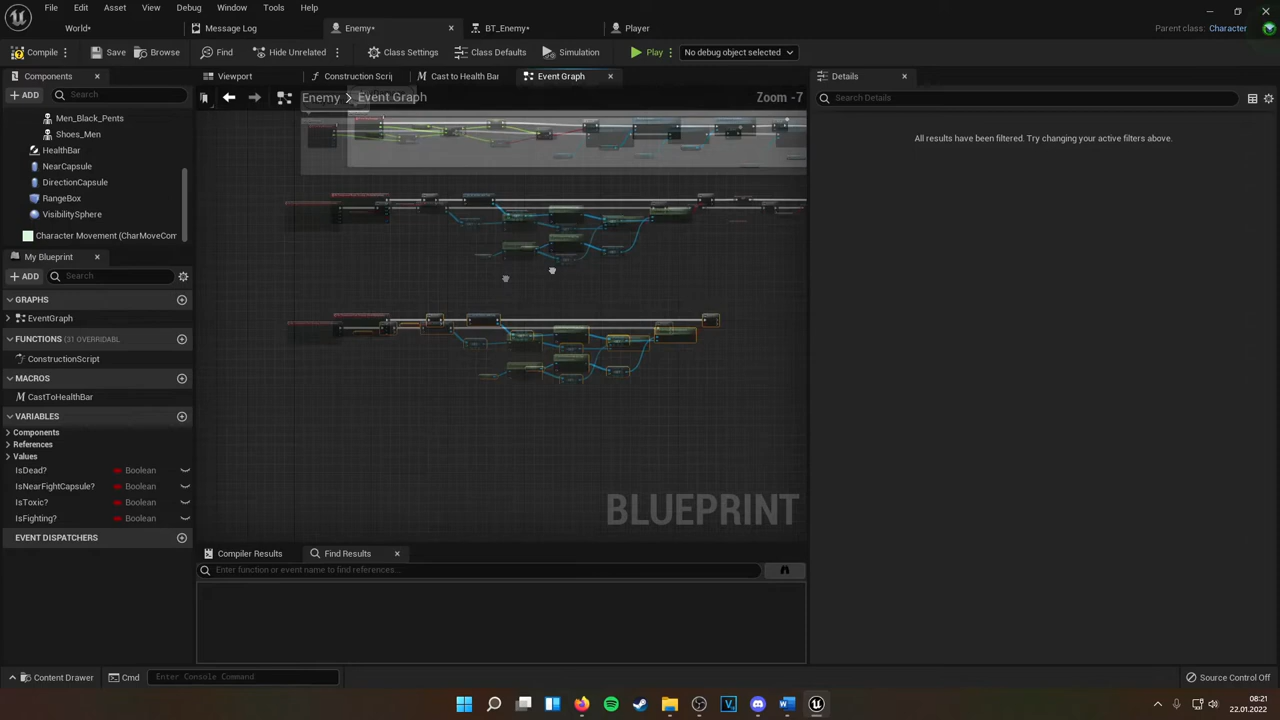 File Edit Asset View Debug Window Tools Help
World* Message Log Enemy* BT_Enemy* Player
Parent class: Character
Compile Save Browse Find Hide Unrelated Class Settings Class Defaults Simulation Play No debug object selected
Components
ADD Search
Men_Black_Pents
Shoes_Men
HealthBar
NearCapsule
DirectionCapsule
RangeBox
VisibilitySphere
Character Movement (CharMoveCom
My Blueprint
ADD Search
GRAPHS
EventGraph
FUNCTIONS (31 OVERRIDABL
ConstructionScript
MACROS
CastToHealthBar
VARIABLES
Components
References
Values
IsDead? Boolean
IsNearFightCapsule? Boolean
IsToxic? Boolean
IsFighting? Boolean
EVENT DISPATCHERS
Viewport Construction Scrip Cast to Health Bar Event Graph
Enemy Event Graph Zoom -7
BLUEPRINT
Compiler Results Find Results
Enter function or event name to find references...
Details
Search Details
All results have been filtered. Try changing your active filters above.
Content Drawer Cmd Enter Console Command
Source Control Off
08:21
22.01.2022